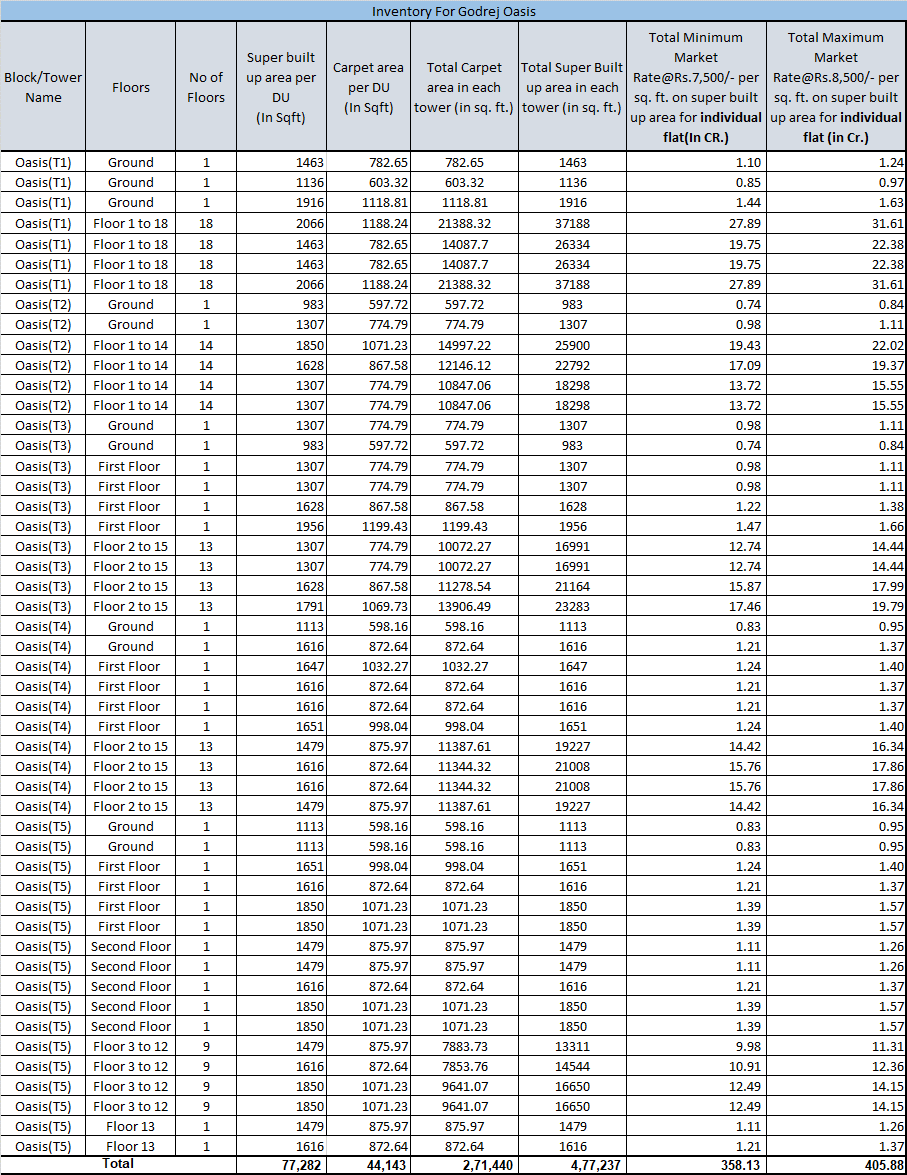 Inventory For Godrej Oasis
Block/Tower Name | Floors | No of Floors | Super built up area per DU (In Sqft) | Carpet area per DU (In Sqft) | Total Carpet area in each tower (in sq. ft.) | Total Super Built up area in each tower (in sq. ft.) | Total Minimum Market Rate@Rs.7,500/- per sq. ft. on super built up area for individual flat(In CR.) | Total Maximum Market Rate@Rs.8,500/- per sq. ft. on super built up area for individual flat (in Cr.)
Oasis(T1) Ground 1 1463 782.65 782.65 1463 1.10 1.24
Oasis(T1) Ground 1 1136 603.32 603.32 1136 0.85 0.97
Oasis(T1) Ground 1 1916 1118.81 1118.81 1916 1.44 1.63
Oasis(T1) Floor 1 to 18 18 2066 1188.24 21388.32 37188 27.89 31.61
Oasis(T1) Floor 1 to 18 18 1463 782.65 14087.7 26334 19.75 22.38
Oasis(T1) Floor 1 to 18 18 1463 782.65 14087.7 26334 19.75 22.38
Oasis(T1) Floor 1 to 18 18 2066 1188.24 21388.32 37188 27.89 31.61
Oasis(T2) Ground 1 983 597.72 597.72 983 0.74 0.84
Oasis(T2) Ground 1 1307 774.79 774.79 1307 0.98 1.11
Oasis(T2) Floor 1 to 14 14 1850 1071.23 14997.22 25900 19.43 22.02
Oasis(T2) Floor 1 to 14 14 1628 867.58 12146.12 22792 17.09 19.37
Oasis(T2) Floor 1 to 14 14 1307 774.79 10847.06 18298 13.72 15.55
Oasis(T2) Floor 1 to 14 14 1307 774.79 10847.06 18298 13.72 15.55
Oasis(T3) Ground 1 1307 774.79 774.79 1307 0.98 1.11
Oasis(T3) Ground 1 983 597.72 597.72 983 0.74 0.84
Oasis(T3) First Floor 1 1307 774.79 774.79 1307 0.98 1.11
Oasis(T3) First Floor 1 1307 774.79 774.79 1307 0.98 1.11
Oasis(T3) First Floor 1 1628 867.58 867.58 1628 1.22 1.38
Oasis(T3) First Floor 1 1956 1199.43 1199.43 1956 1.47 1.66
Oasis(T3) Floor 2 to 15 13 1307 774.79 10072.27 16991 12.74 14.44
Oasis(T3) Floor 2 to 15 13 1307 774.79 10072.27 16991 12.74 14.44
Oasis(T3) Floor 2 to 15 13 1628 867.58 11278.54 21164 15.87 17.99
Oasis(T3) Floor 2 to 15 13 1791 1069.73 13906.49 23283 17.46 19.79
Oasis(T4) Ground 1 1113 598.16 598.16 1113 0.83 0.95
Oasis(T4) Ground 1 1616 872.64 872.64 1616 1.21 1.37
Oasis(T4) First Floor 1 1647 1032.27 1032.27 1647 1.24 1.40
Oasis(T4) First Floor 1 1616 872.64 872.64 1616 1.21 1.37
Oasis(T4) First Floor 1 1616 872.64 872.64 1616 1.21 1.37
Oasis(T4) First Floor 1 1651 998.04 998.04 1651 1.24 1.40
Oasis(T4) Floor 2 to 15 13 1479 875.97 11387.61 19227 14.42 16.34
Oasis(T4) Floor 2 to 15 13 1616 872.64 11344.32 21008 15.76 17.86
Oasis(T4) Floor 2 to 15 13 1616 872.64 11344.32 21008 15.76 17.86
Oasis(T4) Floor 2 to 15 13 1479 875.97 11387.61 19227 14.42 16.34
Oasis(T5) Ground 1 1113 598.16 598.16 1113 0.83 0.95
Oasis(T5) Ground 1 1113 598.16 598.16 1113 0.83 0.95
Oasis(T5) First Floor 1 1651 998.04 998.04 1651 1.24 1.40
Oasis(T5) First Floor 1 1616 872.64 872.64 1616 1.21 1.37
Oasis(T5) First Floor 1 1850 1071.23 1071.23 1850 1.39 1.57
Oasis(T5) First Floor 1 1850 1071.23 1071.23 1850 1.39 1.57
Oasis(T5) Second Floor 1 1479 875.97 875.97 1479 1.11 1.26
Oasis(T5) Second Floor 1 1479 875.97 875.97 1479 1.11 1.26
Oasis(T5) Second Floor 1 1616 872.64 872.64 1616 1.21 1.37
Oasis(T5) Second Floor 1 1850 1071.23 1071.23 1850 1.39 1.57
Oasis(T5) Second Floor 1 1850 1071.23 1071.23 1850 1.39 1.57
Oasis(T5) Floor 3 to 12 9 1479 875.97 7883.73 13311 9.98 11.31
Oasis(T5) Floor 3 to 12 9 1616 872.64 7853.76 14544 10.91 12.36
Oasis(T5) Floor 3 to 12 9 1850 1071.23 9641.07 16650 12.49 14.15
Oasis(T5) Floor 3 to 12 9 1850 1071.23 9641.07 16650 12.49 14.15
Oasis(T5) Floor 13 1 1479 875.97 875.97 1479 1.11 1.26
Oasis(T5) Floor 13 1 1616 872.64 872.64 1616 1.21 1.37
Total 77,282 44,143 2,71,440 4,77,237 358.13 405.88